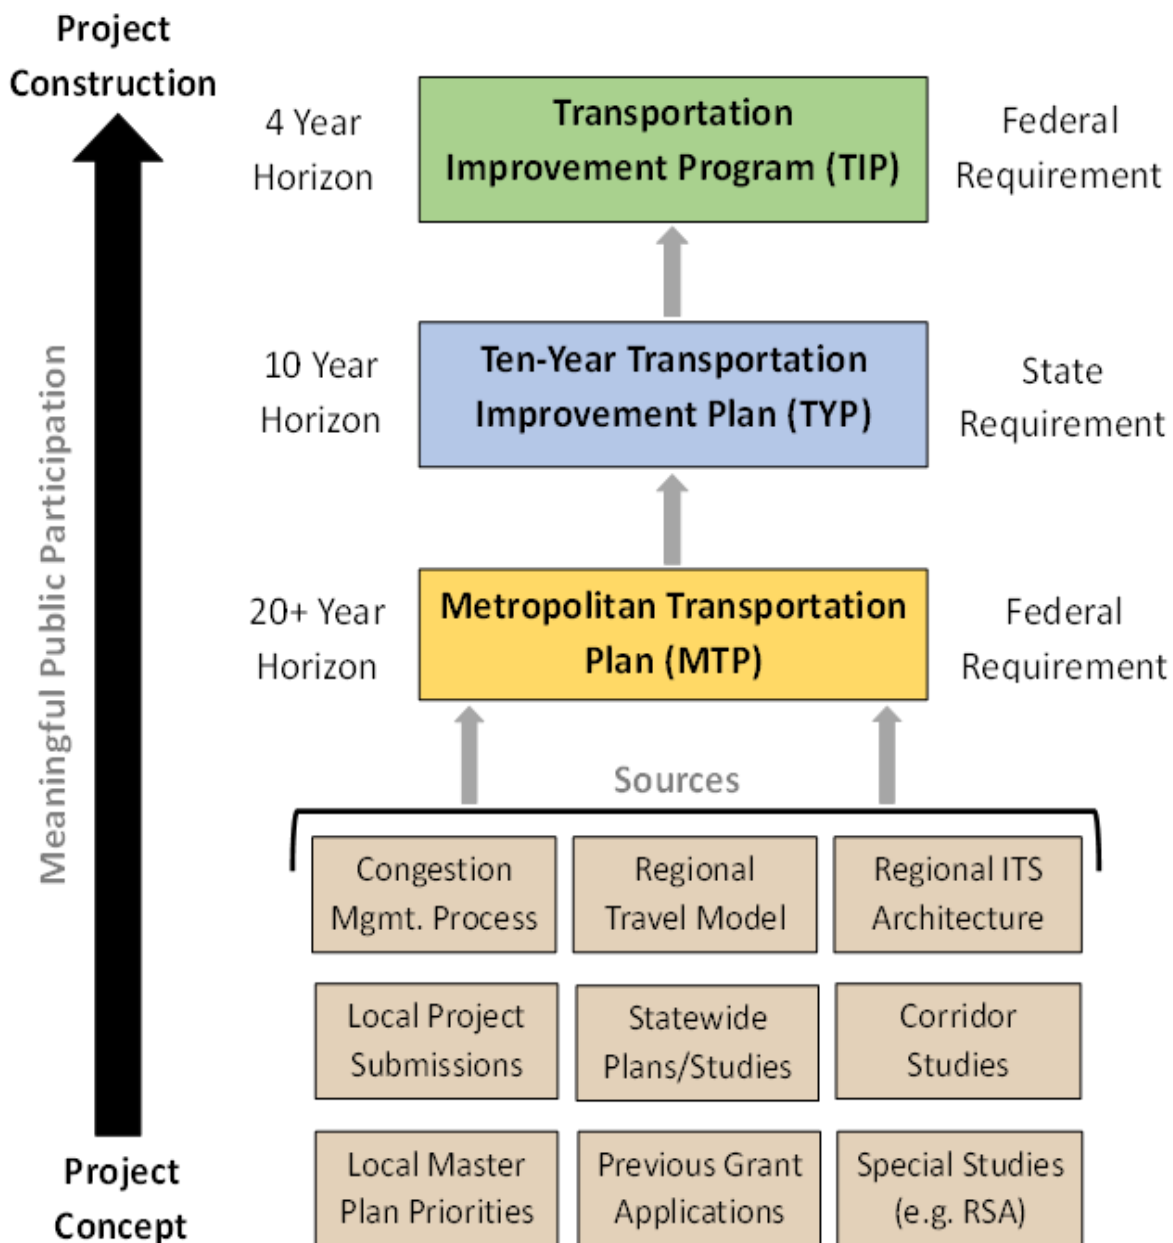 Project
Construction
4 Year
Horizon
Transportation
Improvement Program (TIP)
Federal
Requirement
Meaningful Public Participation
10 Year
Horizon
Ten-Year Transportation
Improvement Plan (TYP)
State
Requirement
20+ Year
Horizon
Metropolitan Transportation
Plan (MTP)
Federal
Requirement
Sources
Congestion
Mgmt. Process
Regional
Travel Model
Regional ITS
Architecture
Local Project
Submissions
Statewide
Plans/Studies
Corridor
Studies
Local Master
Plan Priorities
Previous Grant
Applications
Special Studies
(e.g. RSA)
Project
Concept